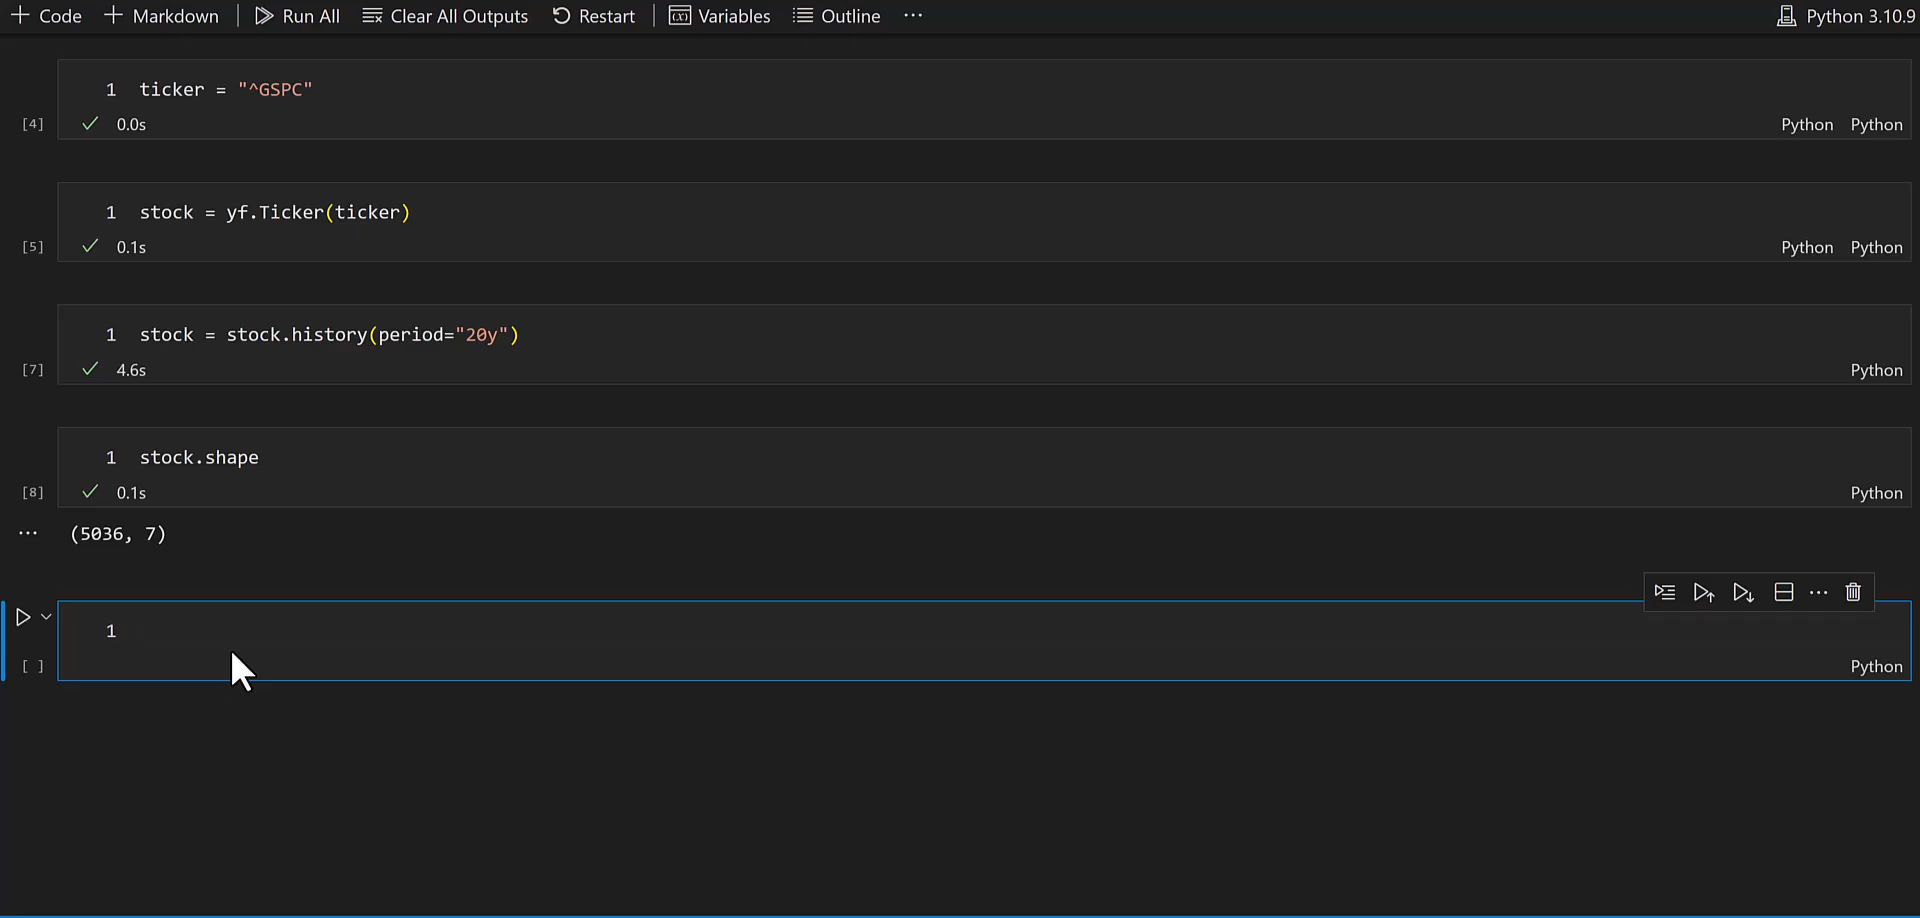 Code Markdown Run All Clear All Outputs Restart Variables Outline ... Python 3.10.9
1 ticker = "^GSPC"
[4] 0.0s Python Python
1 stock = yf.Ticker(ticker)
[5] 0.1s Python Python
1 stock = stock.history(period="20y")
[7] 4.6s Python
1 stock.shape
[8] 0.1s Python
... (5036, 7)
1
[ ] Python